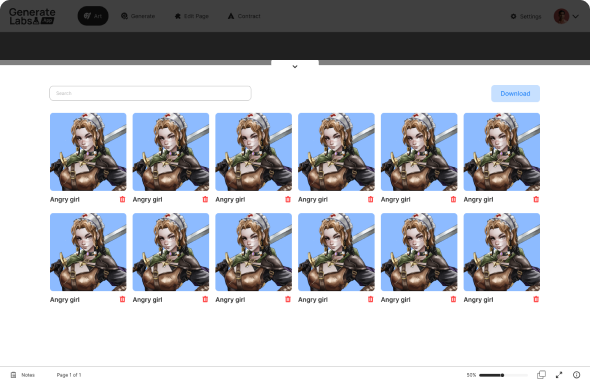 Generate
Labs App
Art
Generate
Edit Page
Contract
Settings
Search
Download
Angry girl
Angry girl
Angry girl
Angry girl
Angry girl
Angry girl
Angry girl
Angry girl
Angry girl
Angry girl
Angry girl
Angry girl
Notes
Page 1 of 1
50%